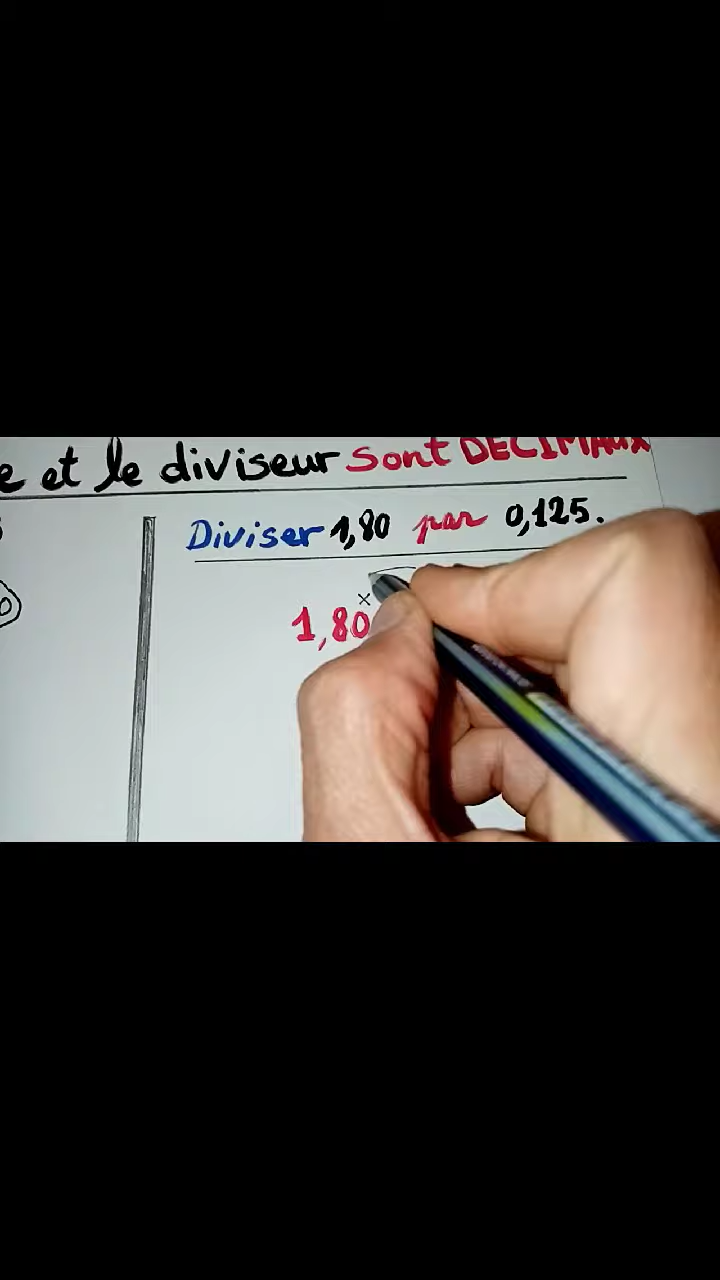 e et le diviseur sont DECIMAUX
Diviser 1,80 par 0,125.
×
1,80